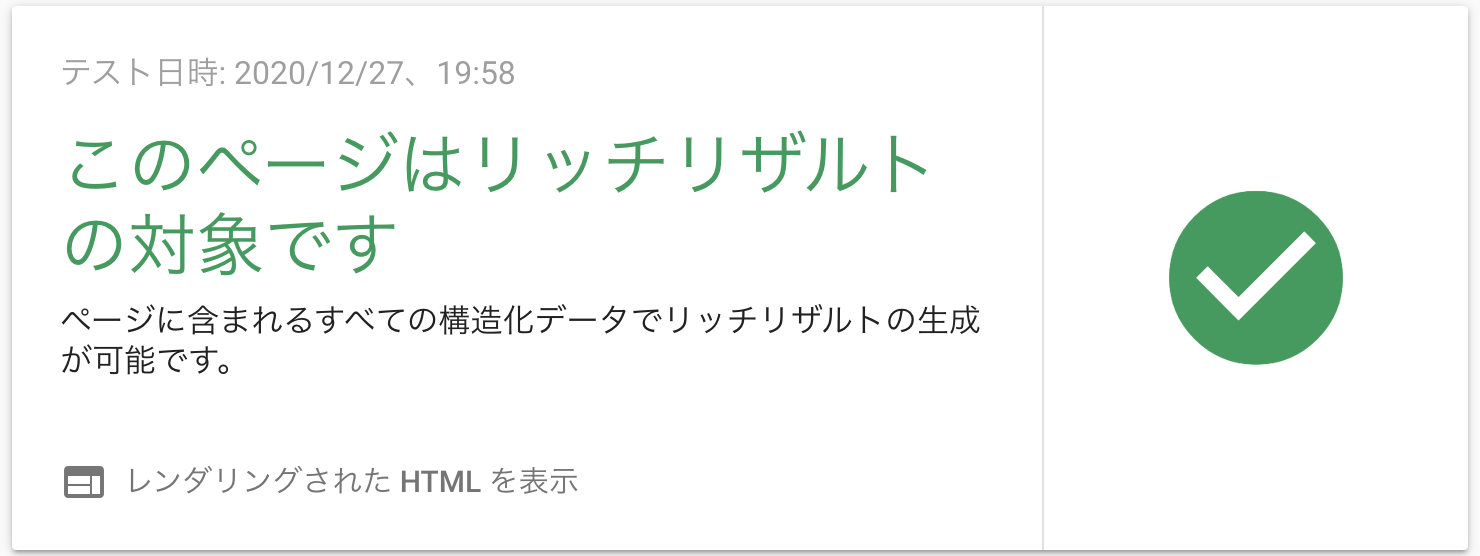 テスト日時: 2020/12/27、19:58
このページはリッチリザルト
の対象です
ページに含まれるすべての構造化データでリッチリザルトの生成
が可能です。
レンダリングされた HTML を表示